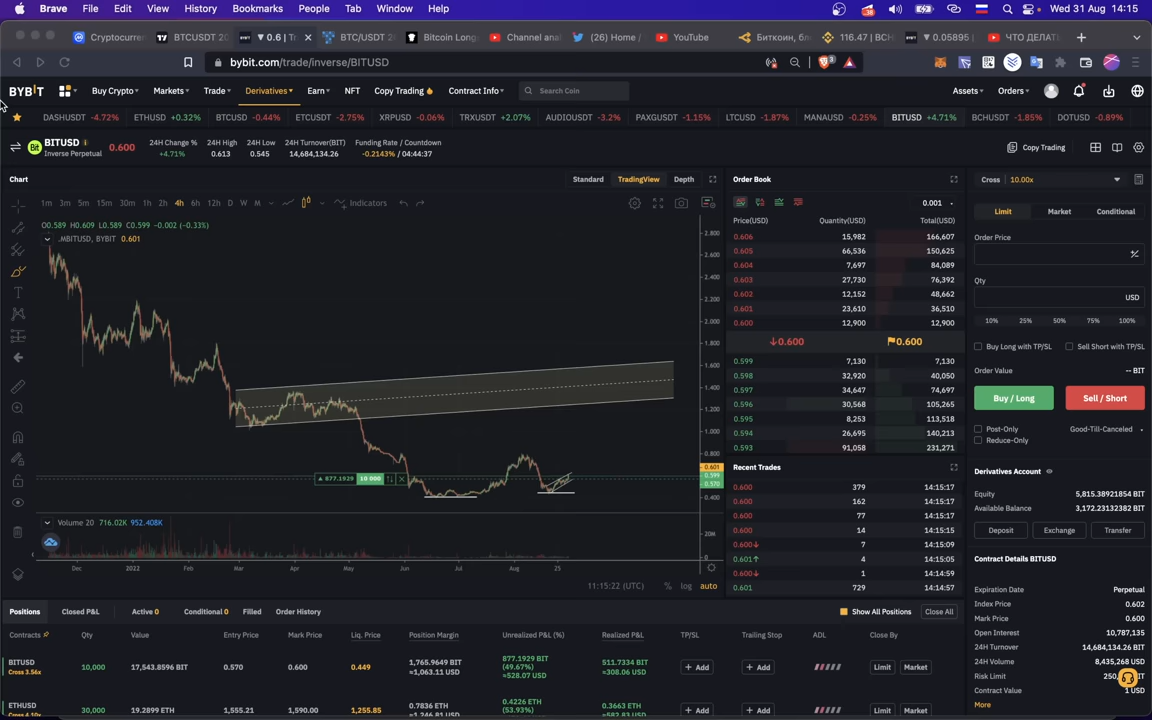 Brave File Edit View History Bookmarks People Tab Window Help Wed 31 Aug 14:15
Cryptocurren BTCUSDT 20 ▼ 0.6 | To BTC/USDT 2 Bitcoin Long Channel ana (26) Home / YouTube Биткоин, бл 116.47 | BCH ▼ 0.05895 ЧТО ДЕЛАТ
bybit.com/trade/inverse/BITUSD
BYBIT Buy Crypto Markets Trade Derivatives Earn NFT Copy Trading Contract Info Search Coin Assets Orders
DASHUSDT -4.72% ETHUSD +0.32% BTCUSD -0.44% ETCUSDT -2.75% XRPUSD -0.06% TRXUSDT +2.07% AUDIOUSDT -3.2% PAXGUSDT -1.15% LTCUSD -1.87% MANAUSD -0.25% BITUSD +4.71% BCHUSDT -1.85% DOTUSD -0.89%
BITUSD
Inverse Perpetual
0.600
24H Change %
+4.71%
24H High
0.613
24H Low
0.545
24H Turnover(BIT)
14,684,134.26
Funding Rate / Countdown
-0.2143% / 04:44:37
Copy Trading
Chart Standard TradingView Depth
1m 3m 5m 15m 30m 1h 2h 4h 6h 12h D W M Indicators
O0.589 H0.609 L0.589 C0.599 -0.002 (-0.33%)
.MBITUSD, BYBIT 0.601
2.800
2.600
2.400
2.200
2.000
1.800
1.600
1.400
1.200
1.000
0.800
0.601
0.599
0.570
0.400
▲ 877.1929 10 000
Volume 20 716.02K 952.408K
20M
0
Dec 2022 Feb Mar Apr May Jun Jul Aug 25
11:15:22 (UTC) % log auto
Order Book
0.001
Price(USD) Quantity(USD) Total(USD)
0.606 15,982 166,607
0.605 66,536 150,625
0.604 7,697 84,089
0.603 27,730 76,392
0.602 12,152 48,662
0.601 23,610 36,510
0.600 12,900 12,900
↓0.600 0.600
0.599 7,130 7,130
0.598 32,920 40,050
0.597 34,647 74,697
0.596 30,568 105,265
0.595 8,253 113,518
0.594 26,695 140,213
0.593 91,058 231,271
Recent Trades
0.600 379 14:15:17
0.600 162 14:15:17
0.600 77 14:15:17
0.600 14 14:15:15
0.600↓ 7 14:15:09
0.601↑ 4 14:15:05
0.600↓ 1 14:14:59
0.601 729 14:14:57
Cross 10.00x
Limit Market Conditional
Order Price
Qty
USD
10% 25% 50% 75% 100%
Buy Long with TP/SL Sell Short with TP/SL
Order Value -- BIT
Buy / Long Sell / Short
Post-Only Good-Till-Canceled
Reduce-Only
Derivatives Account
Equity 5,815.38921854 BIT
Available Balance 3,172.23132382 BIT
Deposit Exchange Transfer
Contract Details BITUSD
Expiration Date Perpetual
Index Price 0.602
Mark Price 0.600
Open Interest 10,787,135
24H Turnover 14,684,134.26 BIT
24H Volume 8,435,268 USD
Risk Limit 250, BIT
Contract Value 1 USD
More
Positions Closed P&L Active 0 Conditional 0 Filled Order History Show All Positions Close All
Contracts Qty Value Entry Price Mark Price Liq. Price Position Margin Unrealized P&L (%) Realized P&L TP/SL Trailing Stop ADL Close By
BITUSD
Cross 3.56x
10,000 17,543.8596 BIT 0.570 0.600 0.449
1,765.9649 BIT
≈1,063.11 USD
877.1929 BIT
(49.67%)
≈528.07 USD
511.7334 BIT
≈308.06 USD
+ Add + Add Limit Market
ETHUSD
Cross 4.10x
30,000 19.2899 ETH 1,555.21 1,590.00 1,255.85
0.7836 ETH
≈1,246.81 USD
0.4226 ETH
(53.93%)
0.3663 ETH
≈582.83 USD
+ Add + Add Limit Market